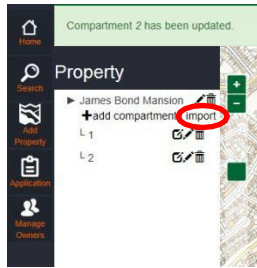 Compartment 2 has been updated.
Home
Search
Add
Property
Application
Manage
Owners
Property
James Bond Mansion
add compartment
import
1
2
+
-